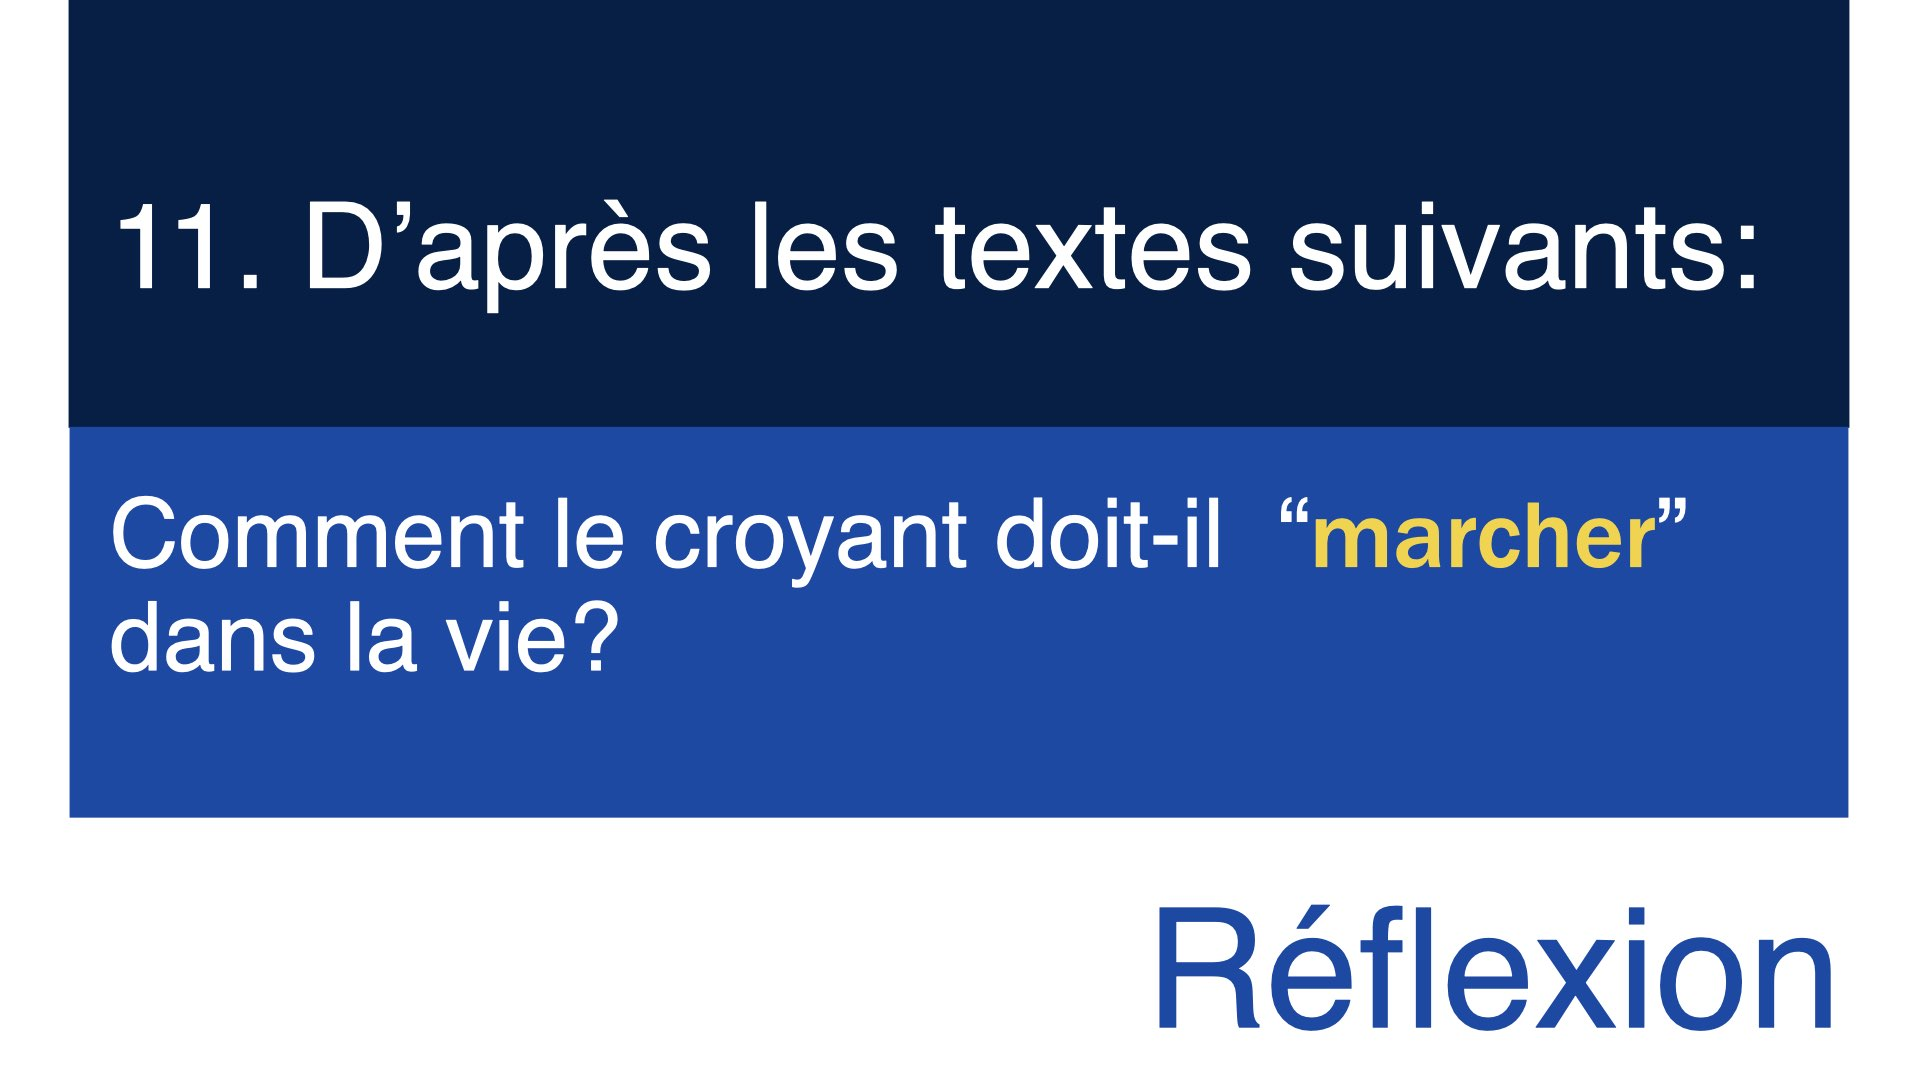 11. D’après les textes suivants:
Comment le croyant doit-il “marcher”
dans la vie?
Réflexion